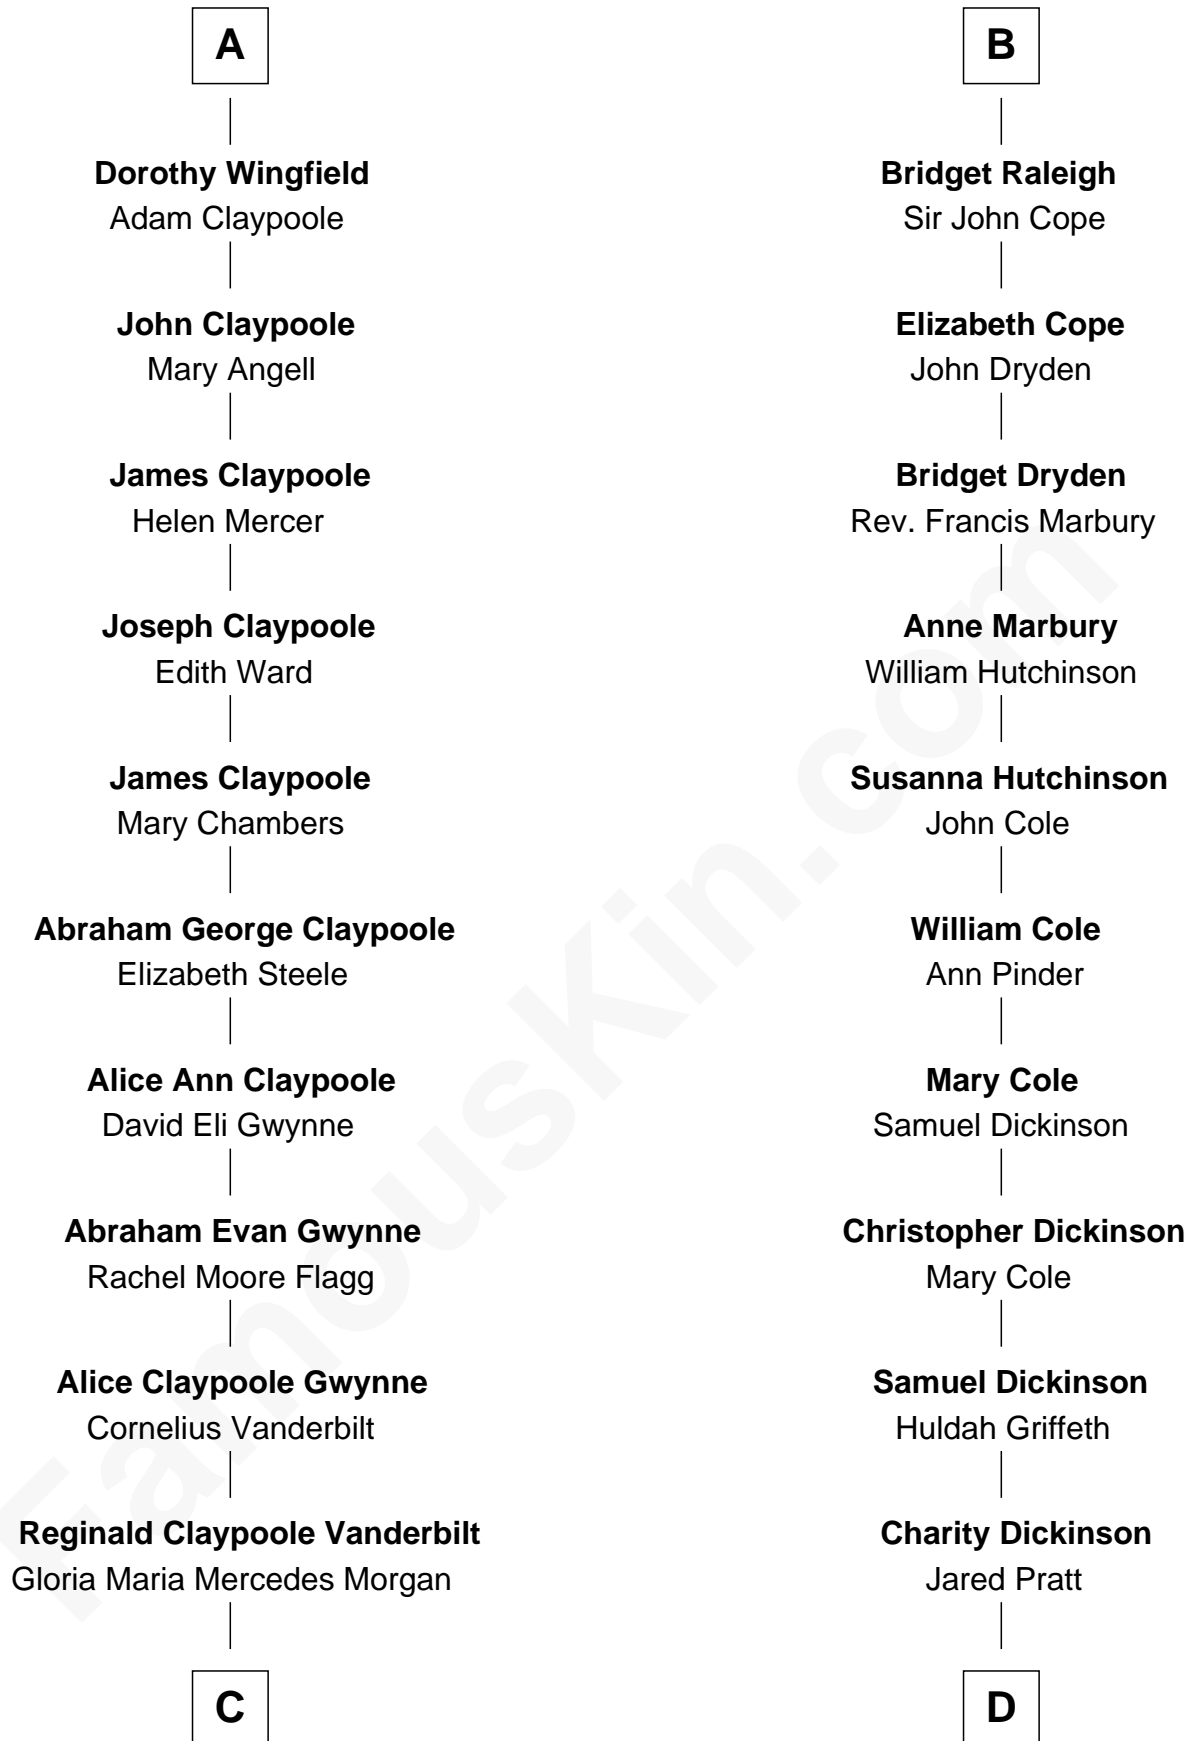 A
Dorothy Wingfield
Adam Claypoole
John Claypoole
Mary Angell
James Claypoole
Helen Mercer
Joseph Claypoole
Edith Ward
James Claypoole
Mary Chambers
Abraham George Claypoole
Elizabeth Steele
Alice Ann Claypoole
David Eli Gwynne
Abraham Evan Gwynne
Rachel Moore Flagg
Alice Claypoole Gwynne
Cornelius Vanderbilt
Reginald Claypoole Vanderbilt
Gloria Maria Mercedes Morgan
C
B
Bridget Raleigh
Sir John Cope
Elizabeth Cope
John Dryden
Bridget Dryden
Rev. Francis Marbury
Anne Marbury
William Hutchinson
Susanna Hutchinson
John Cole
William Cole
Ann Pinder
Mary Cole
Samuel Dickinson
Christopher Dickinson
Mary Cole
Samuel Dickinson
Huldah Griffeth
Charity Dickinson
Jared Pratt
D
FamousKin.com